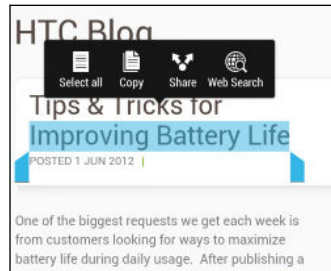 HTC Blog
Select all Copy Share Web Search
Tips & Tricks for
Improving Battery Life
POSTED 1 JUN 2012 |
One of the biggest requests we get each week is
from customers looking for ways to maximize
battery life during daily usage. After publishing a